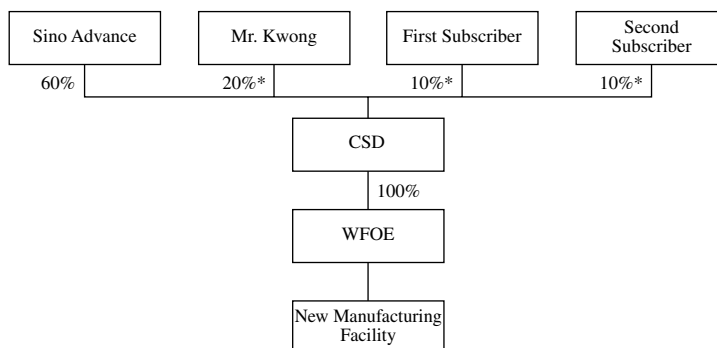 Sino Advance
Mr. Kwong
First Subscriber
Second
Subscriber
60%
20%*
10%*
10%*
CSD
100%
WFOE
New Manufacturing
Facility